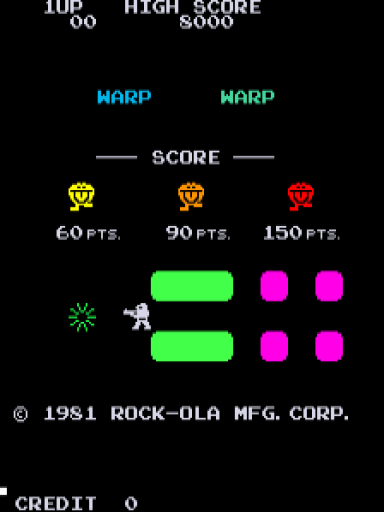 1UP HIGH SCORE
00 8000
WARP WARP
SCORE
60 PTS. 90 PTS. 150 PTS.
© 1981 ROCK-OLA MFG. CORP.
CREDIT 0